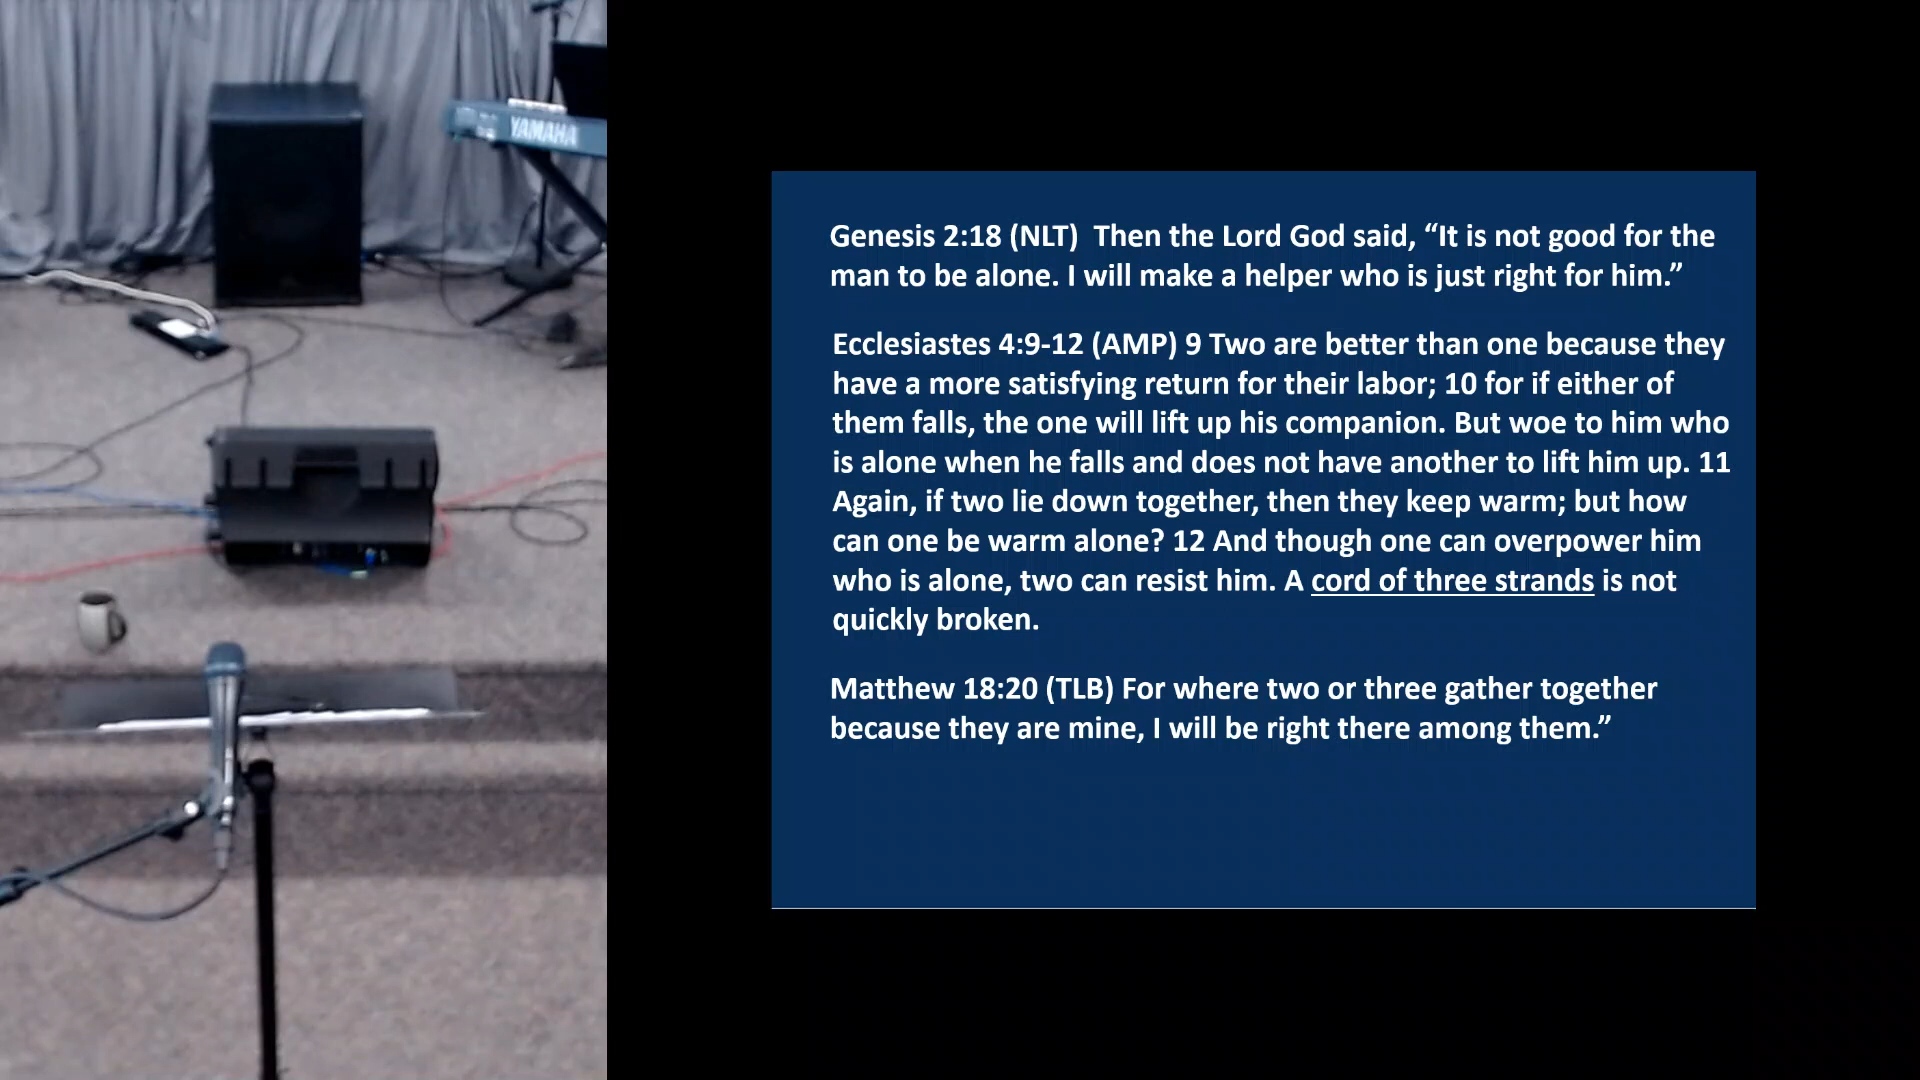 YAMAHA
Genesis 2:18 (NLT)  Then the Lord God said, “It is not good for the
man to be alone. I will make a helper who is just right for him.”
Ecclesiastes 4:9-12 (AMP) 9 Two are better than one because they
have a more satisfying return for their labor; 10 for if either of
them falls, the one will lift up his companion. But woe to him who
is alone when he falls and does not have another to lift him up. 11
Again, if two lie down together, then they keep warm; but how
can one be warm alone? 12 And though one can overpower him
who is alone, two can resist him. A cord of three strands is not
quickly broken.
Matthew 18:20 (TLB) For where two or three gather together
because they are mine, I will be right there among them.”